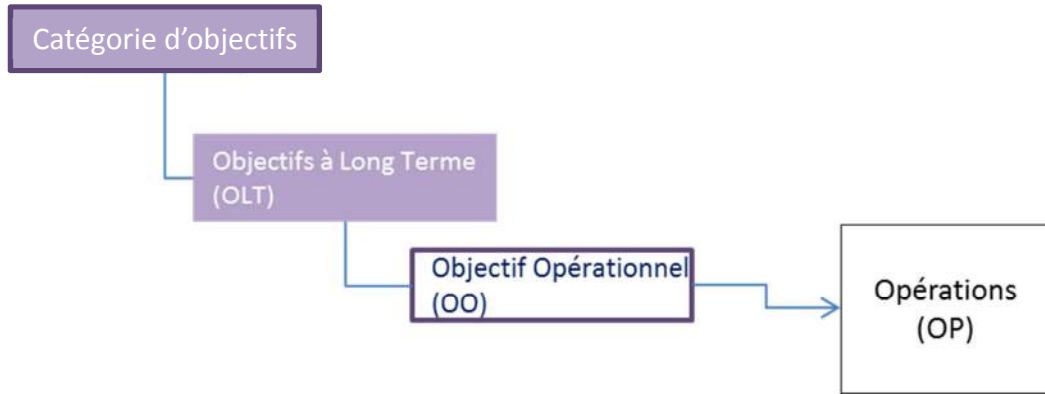 Catégorie d’objectifs
Objectifs à Long Terme
(OLT)
Objectif Opérationnel
(OO)
Opérations
(OP)